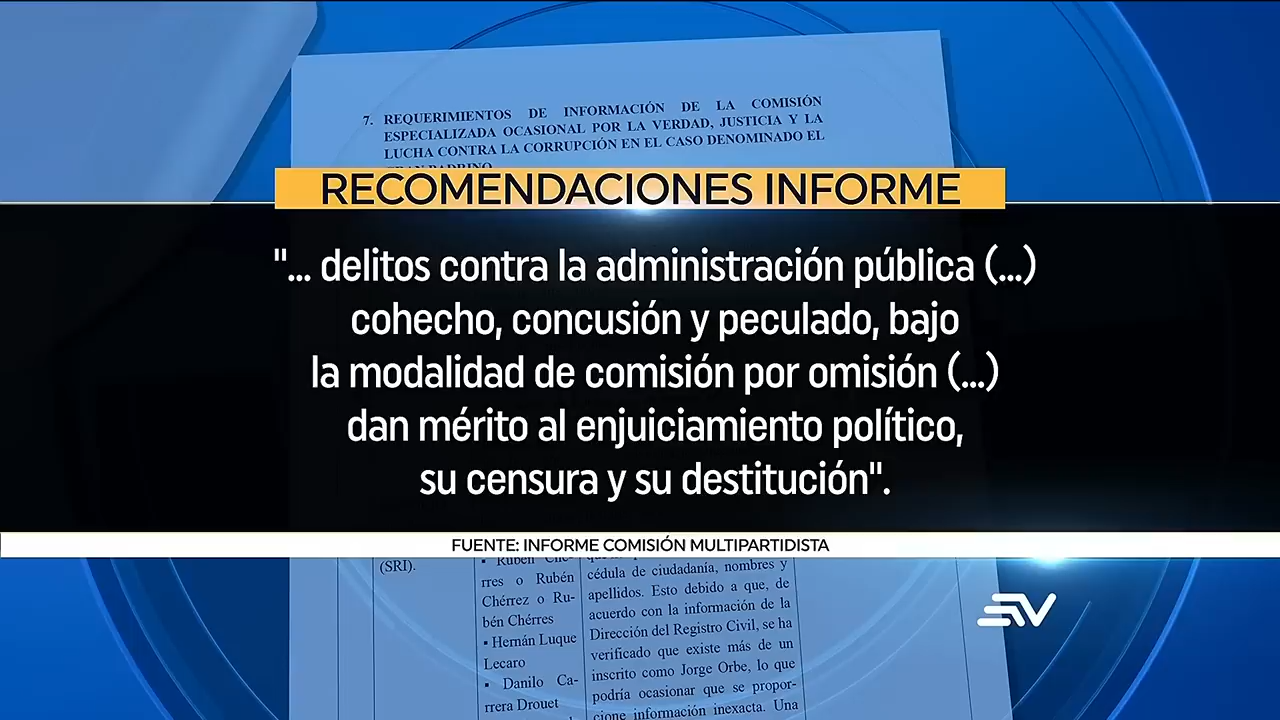 7. REQUERIMIENTOS DE INFORMACIÓN DE LA COMISIÓN
ESPECIALIZADA OCASIONAL POR LA VERDAD, JUSTICIA Y LA
LUCHA CONTRA LA CORRUPCIÓN EN EL CASO DENOMINADO EL
RECOMENDACIONES INFORME
"... delitos contra la administración pública (...)
cohecho, concusión y peculado, bajo
la modalidad de comisión por omisión (...)
dan mérito al enjuiciamiento político,
su censura y su destitución".
FUENTE: INFORME COMISIÓN MULTIPARTIDISTA
(SRI).
▪ Rubén Ché-
rres o Rubén
Chérrez o Ru-
bén Chérres
▪ Hernán Luque
Lecaro
▪ Danilo Ca-
rrera Drouet
cédula de ciudadanía, nombres y
apellidos. Esto debido a que, de
acuerdo con la información de la
Dirección del Registro Civil, se ha
verificado que existe más de un
inscrito como Jorge Orbe, lo que
podría ocasionar que se propor-
cione información inexacta. Una